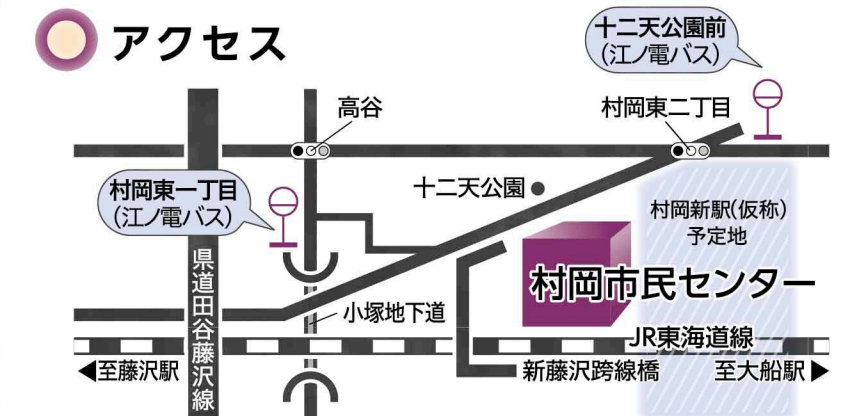 アクセス
十二天公園前
(江ノ電バス)
高谷
村岡東二丁目
村岡東一丁目
(江ノ電バス)
十二天公園
村岡新駅(仮称)
予定地
県道田谷藤沢線
村岡市民センター
小塚地下道
JR東海道線
◀至藤沢駅
新藤沢跨線橋
至大船駅▶